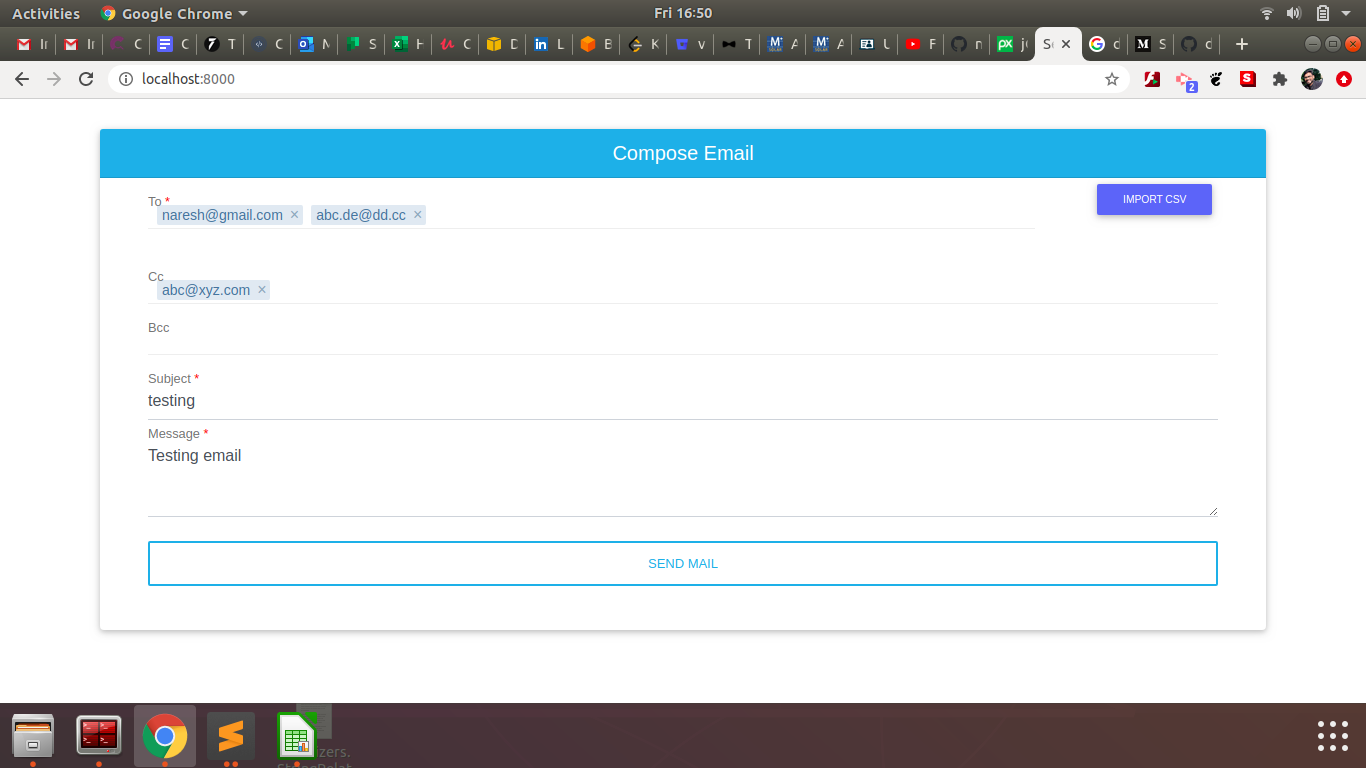 Activities Google Chrome Fri 16:50
C C T C N S H C D L B K v T A A U F n j( S d S d
localhost:8000
2
Compose Email
To *
IMPORT CSV
naresh@gmail.com × abc.de@dd.cc ×
Cc
abc@xyz.com ×
Bcc
Subject *
testing
Message *
Testing email
SEND MAIL